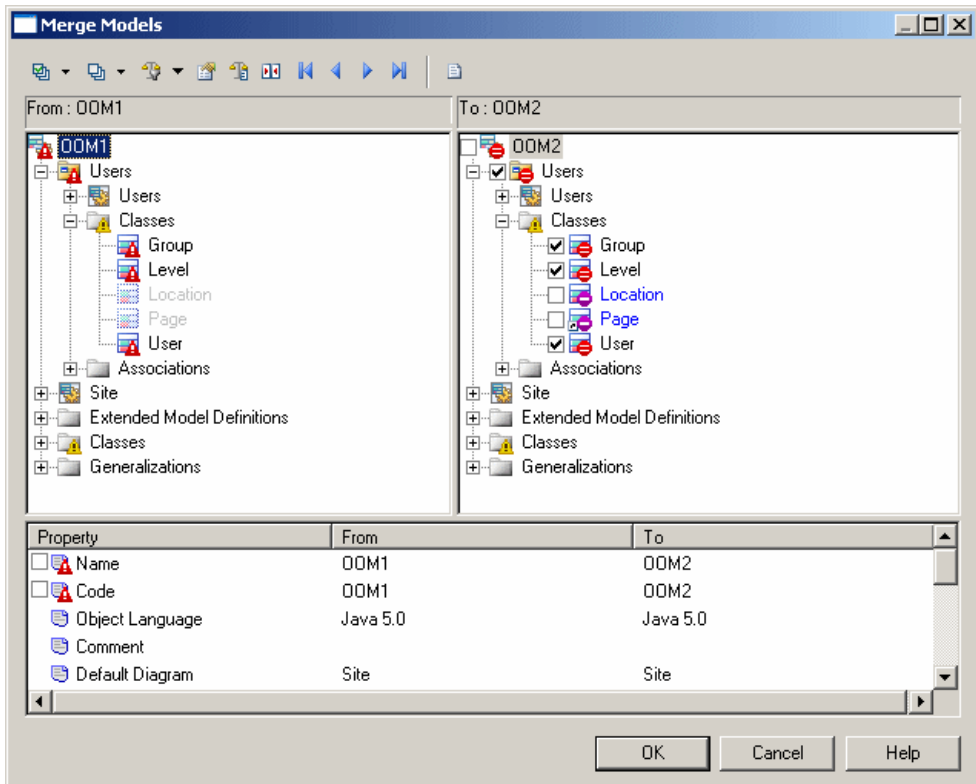 Merge Models
From : OOM1
To : OOM2
OOM1
Users
Users
Classes
Group
Level
Location
Page
User
Associations
Site
Extended Model Definitions
Classes
Generalizations
OOM2
Users
Users
Classes
Group
Level
Location
Page
User
Associations
Site
Extended Model Definitions
Classes
Generalizations
Property From To
Name OOM1 OOM2
Code OOM1 OOM2
Object Language Java 5.0 Java 5.0
Comment
Default Diagram Site Site
OK Cancel Help